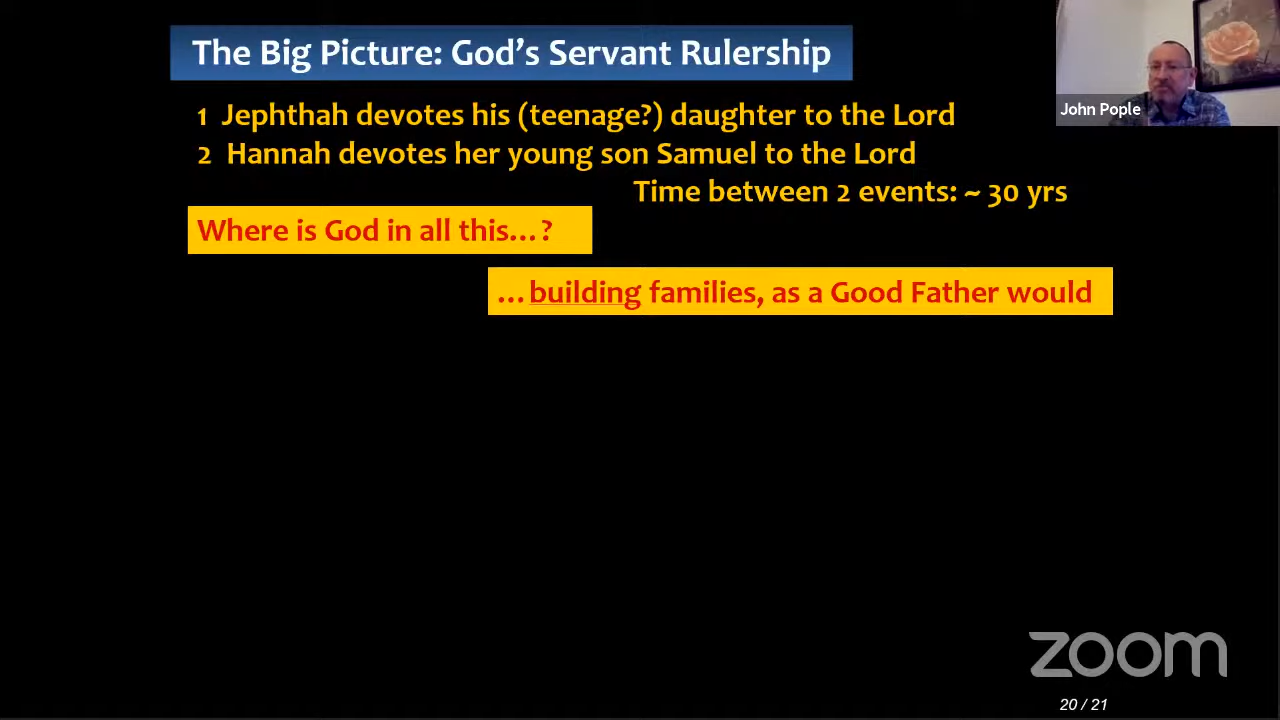 The Big Picture: God’s Servant Rulership
John Pople
1 Jephthah devotes his (teenage?) daughter to the Lord
2 Hannah devotes her young son Samuel to the Lord
Time between 2 events: ~ 30 yrs
Where is God in all this…?
…building families, as a Good Father would
zoom
20 / 21